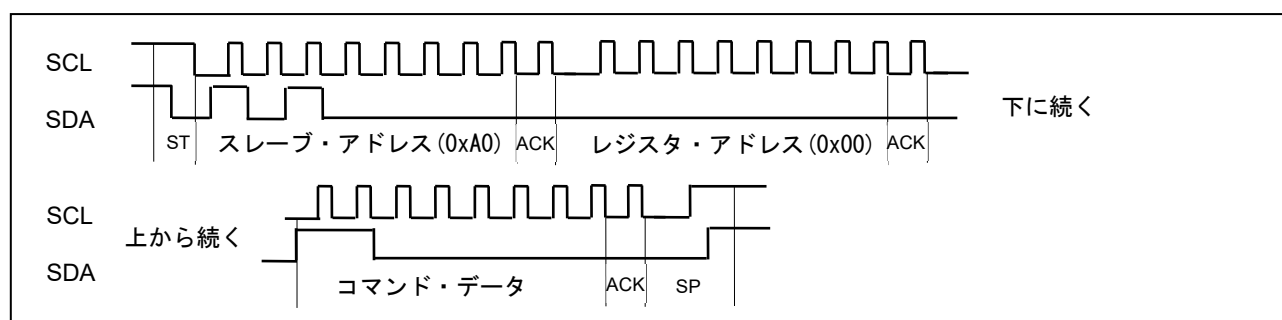 SCL
SDA
下に続く
ST スレーブ・アドレス(0xA0) ACK レジスタ・アドレス(0x00) ACK
SCL
上から続く
SDA
コマンド・データ ACK SP